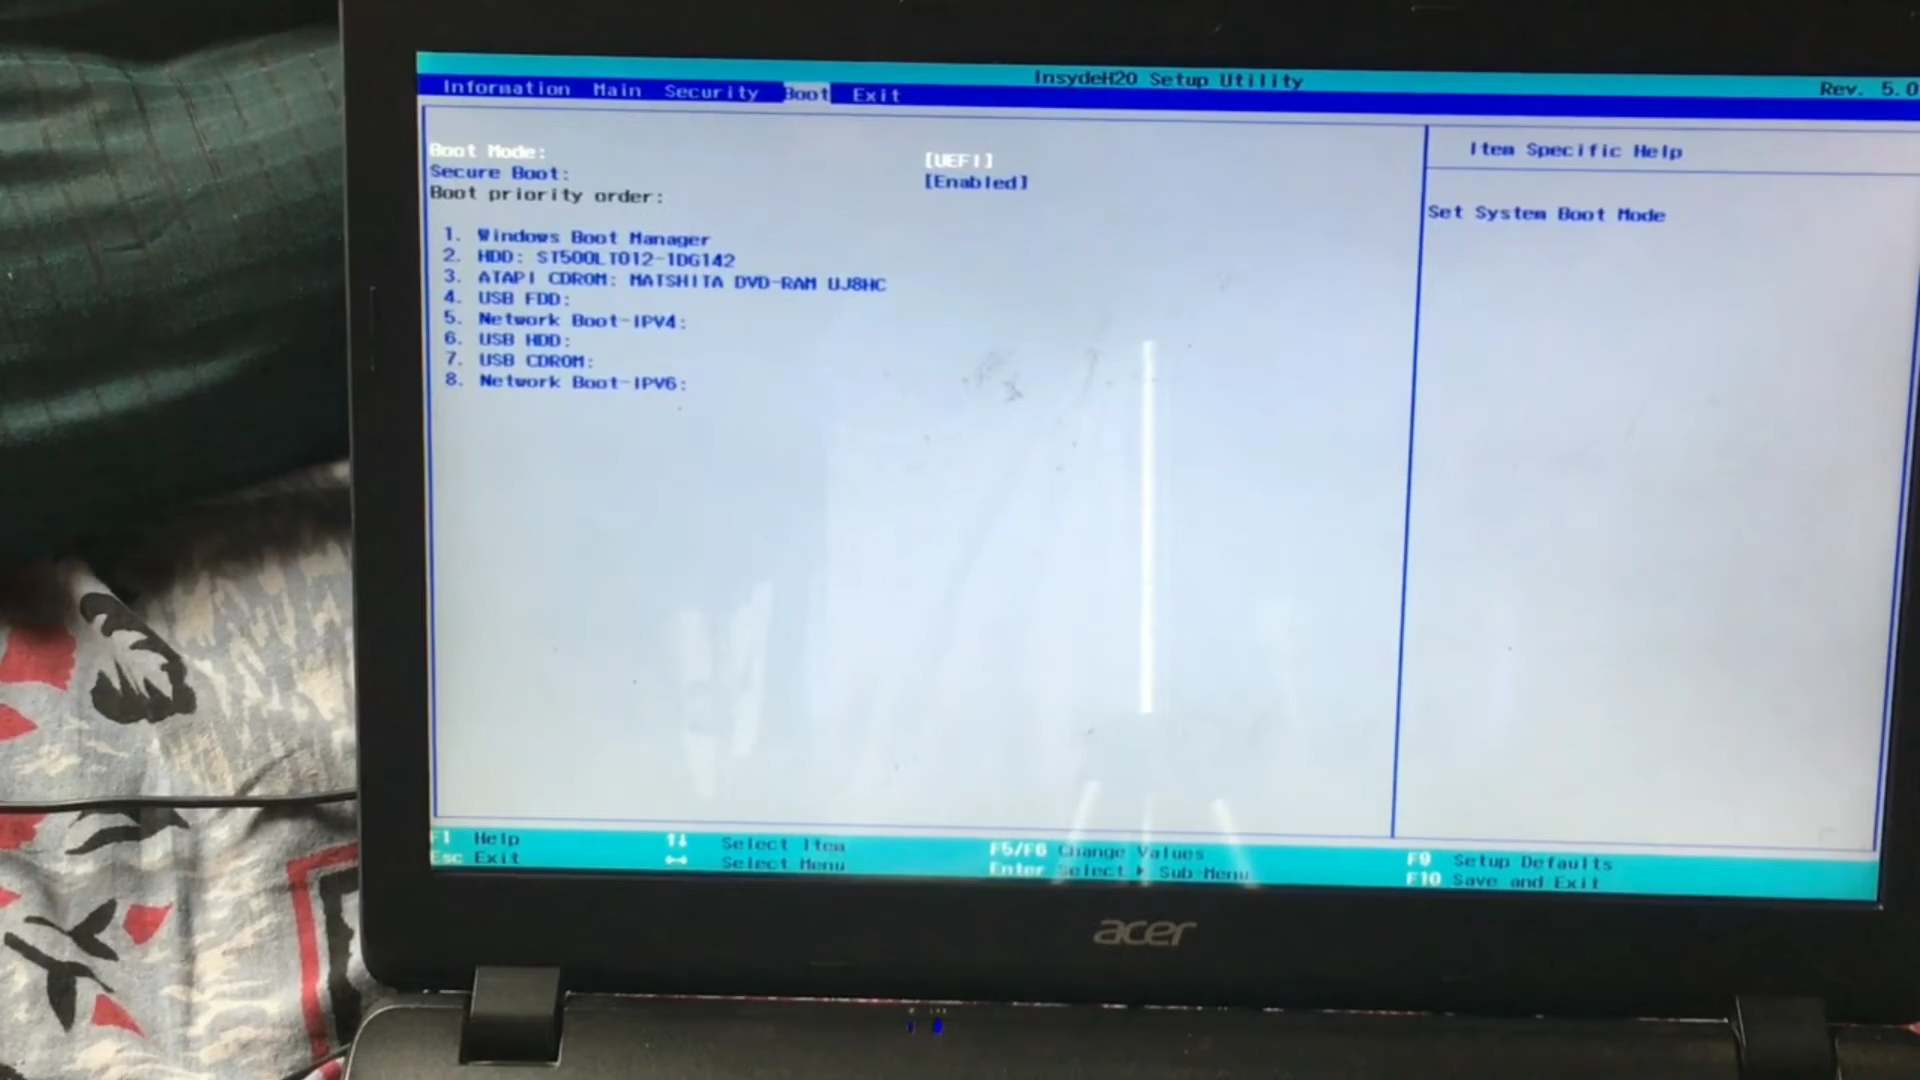 InsydeH20 Setup Utility Rev. 5.0
Information Main Security Boot Exit
Boot Mode: [UEFI]
Secure Boot: [Enabled]
Boot priority order:
1. Windows Boot Manager
2. HDD: ST500LT012-1DG142
3. ATAPI CDROM: MATSHITA DVD-RAM UJ8HC
4. USB FDD:
5. Network Boot-IPV4:
6. USB HDD:
7. USB CDROM:
8. Network Boot-IPV6:
Item Specific Help
Set System Boot Mode
F1 Help ↑↓ Select Item F5/F6 Change Values F9 Setup Defaults
Esc Exit ↔ Select Menu Enter Select ▶ Sub Menu F10 Save and Exit
acer